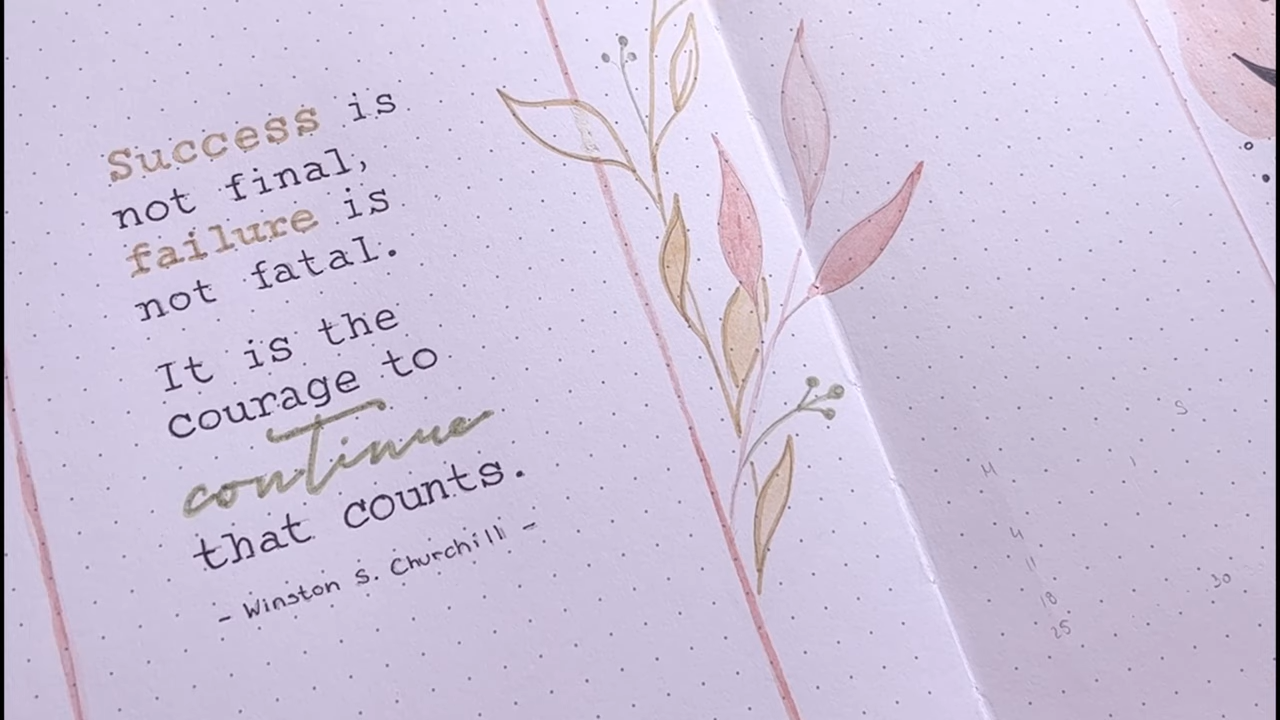 Success is
not final,
failure is
not fatal.
It is the
courage to
continue
that counts.
- Winston S. Churchill -
S
M 1
4
11
18 30
25